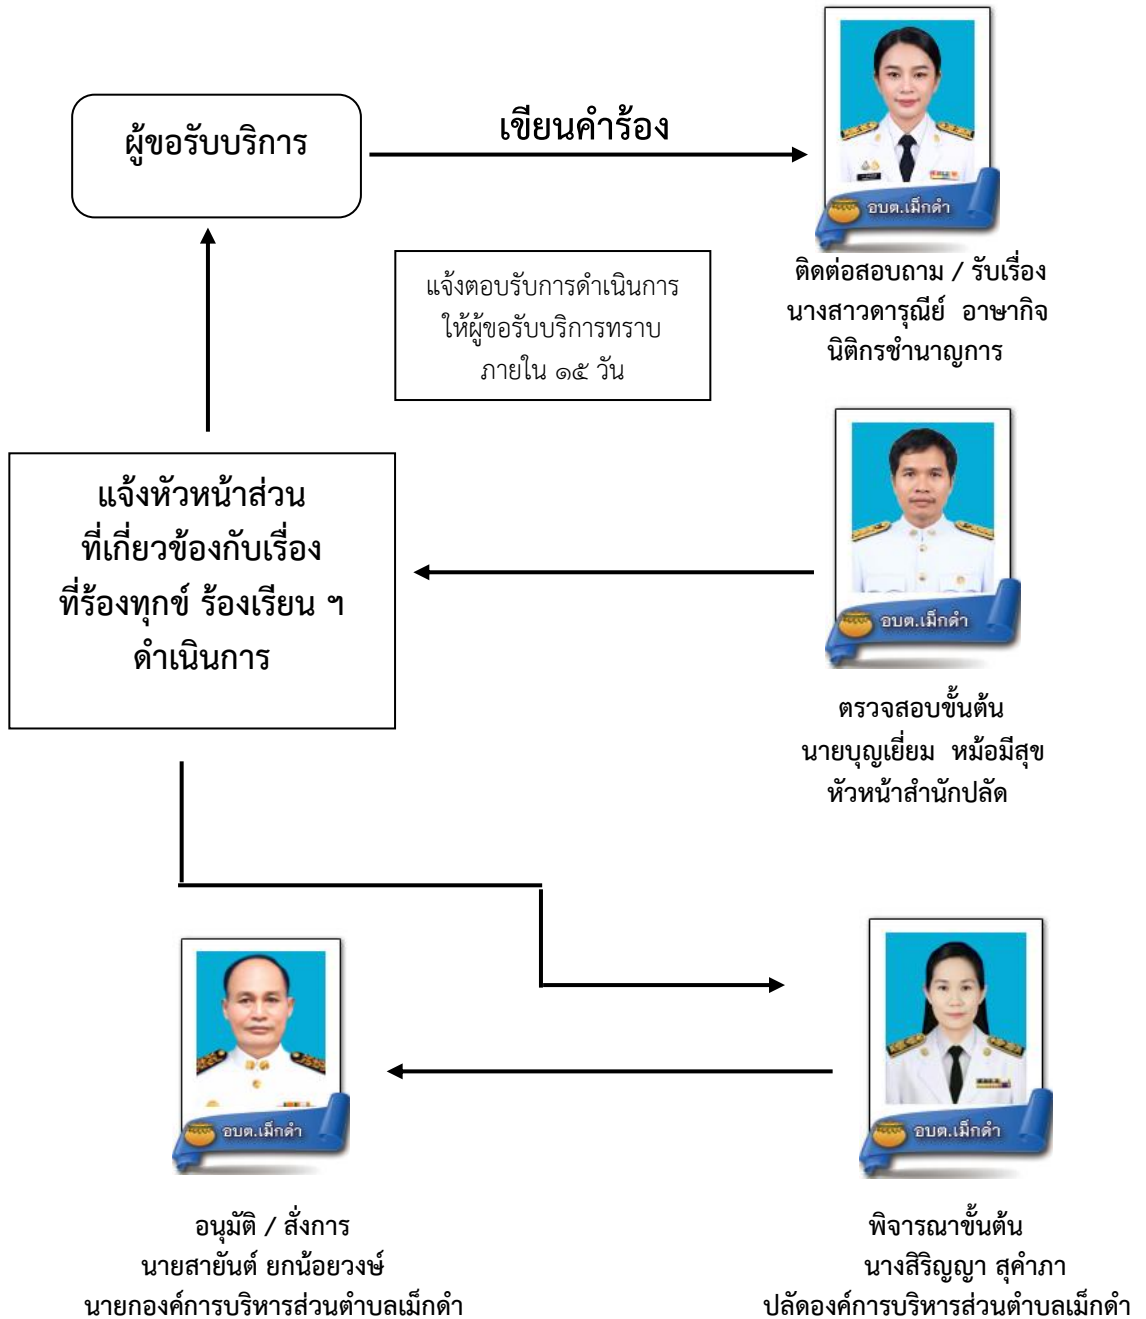 ผู้ขอรับบริการ
เขียนคำร้อง
อบต.เม็กดำ
ติดต่อสอบถาม / รับเรื่อง
นางสาวดารุณีย์ อาษากิจ
นิติกรชำนาญการ
แจ้งตอบรับการดำเนินการ
ให้ผู้ขอรับบริการทราบ
ภายใน ๑๕ วัน
แจ้งหัวหน้าส่วน
ที่เกี่ยวข้องกับเรื่อง
ที่ร้องทุกข์ ร้องเรียน ฯ
ดำเนินการ
อบต.เม็กดำ
ตรวจสอบขั้นต้น
นายบุญเยี่ยม หม้อมีสุข
หัวหน้าสำนักปลัด
อบต.เม็กดำ
อนุมัติ / สั่งการ
นายสายันต์ ยกน้อยวงษ์
นายกองค์การบริหารส่วนตำบลเม็กดำ
อบต.เม็กดำ
พิจารณาขั้นต้น
นางสิริญญา สุคำภา
ปลัดองค์การบริหารส่วนตำบลเม็กดำ